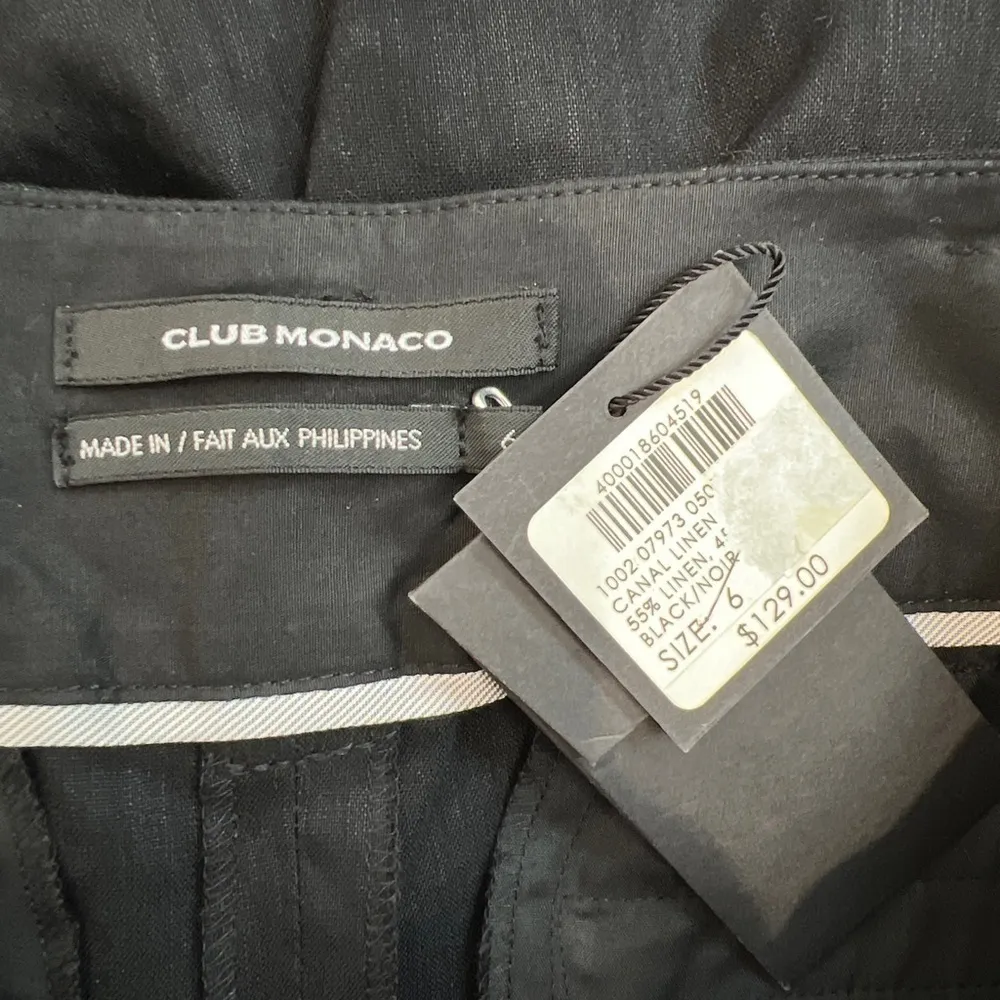 CLUB MONACO
MADE IN / FAIT AUX PHILIPPINES
400018604519
1002 07973 050
CANAL LINEN
55% LINEN, 45
BLACK/NOIR
SIZE: 6
$129.00